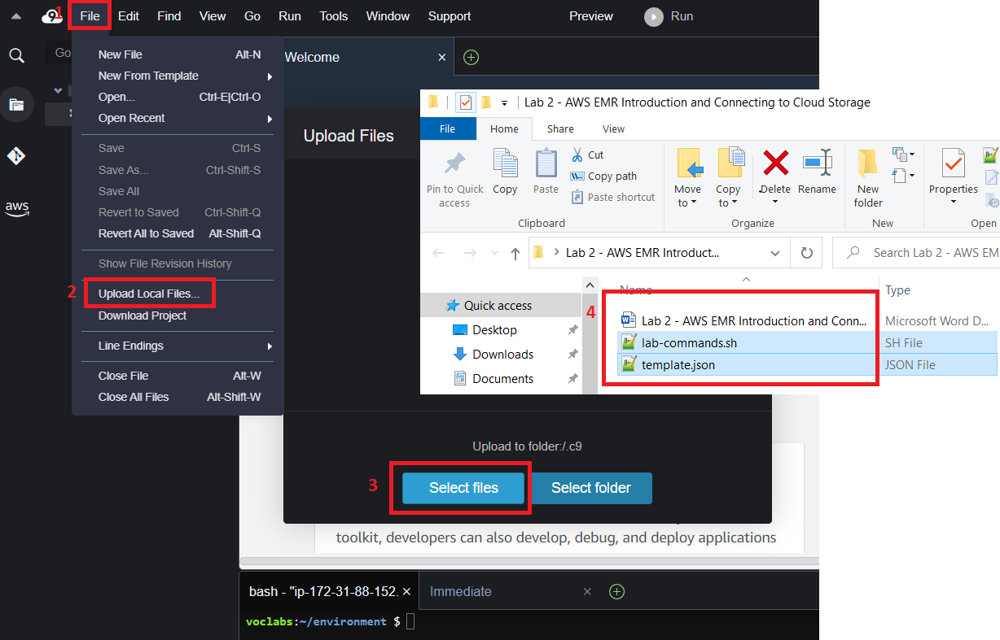 1
File Edit Find View Go Run Tools Window Support Preview Run
Go
New File Alt-N
New From Template
Open... Ctrl-E|Ctrl-O
Open Recent
Save Ctrl-S
Save As... Ctrl-Shift-S
Save All
Revert to Saved Ctrl-Shift-Q
Revert All to Saved Alt-Shift-Q
Show File Revision History
2
Upload Local Files...
Download Project
Line Endings
Close File Alt-W
Close All Files Alt-Shift-W
aws
Welcome
Upload Files
Lab 2 - AWS EMR Introduction and Connecting to Cloud Storage
File Home Share View
Pin to Quick access
Copy
Paste
Cut
Copy path
Paste shortcut
Clipboard
Move to
Copy to
Delete
Rename
Organize
New folder
New
Properties
Open
Lab 2 - AWS EMR Introduct...
Search Lab 2 - AWS EM
Quick access
Desktop
Downloads
Documents
4
Name Type
Lab 2 - AWS EMR Introduction and Conn... Microsoft Word D...
lab-commands.sh SH File
template.json JSON File
Upload to folder:/.c9
3
Select files Select folder
toolkit, developers can also develop, debug, and deploy applications
bash - "ip-172-31-88-152. Immediate
voclabs:~/environment $